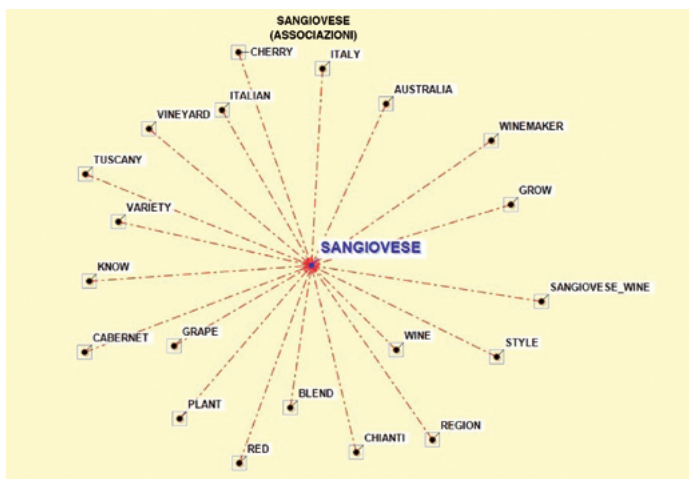 SANGIOVESE
(ASSOCIAZIONI)
CHERRY
ITALY
AUSTRALIA
ITALIAN
VINEYARD
WINEMAKER
TUSCANY
GROW
VARIETY
SANGIOVESE
KNOW
SANGIOVESE_WINE
GRAPE
WINE
CABERNET
STYLE
BLEND
PLANT
REGION
CHIANTI
RED